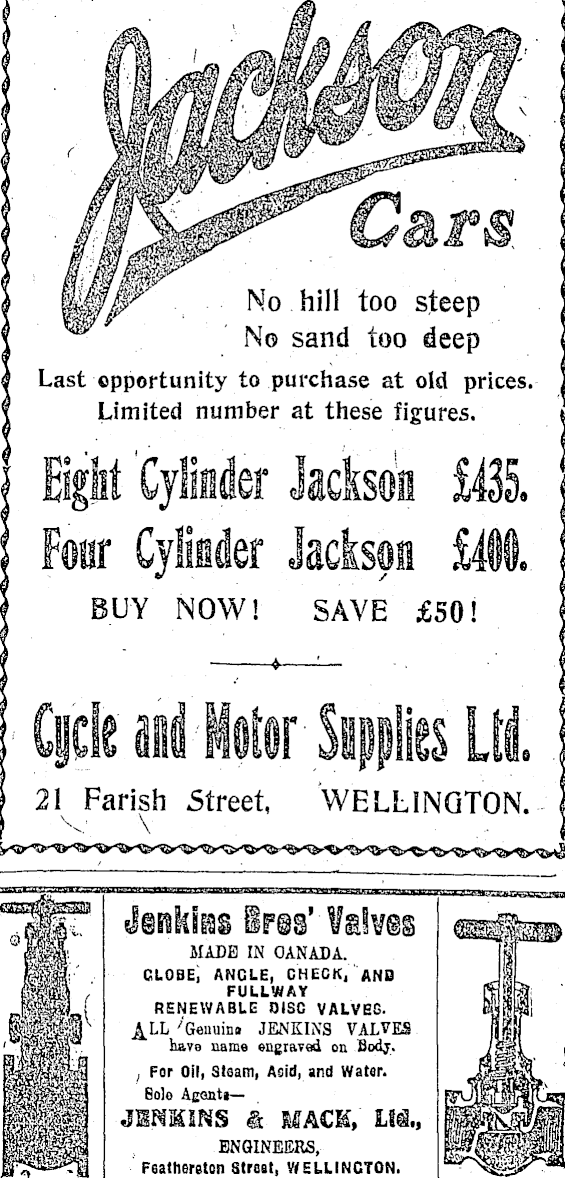 Jackson
Cars
No hill too steep
No sand too deep
Last opportunity to purchase at old prices.
Limited number at these figures.
Eight Cylinder Jackson £435.
Four Cylinder Jackson £400.
BUY NOW! SAVE £50!
Cycle and Motor Supplies Ltd.
21 Farish Street, WELLINGTON.
Jenkins Bros' Valves
MADE IN CANADA.
GLOBE, ANGLE, CHECK, AND
FULLWAY
RENEWABLE DISC VALVES.
ALL Genuine JENKINS VALVES
have name engraved on Body.
For Oil, Steam, Acid, and Water.
Sole Agents—
JENKINS & MACK, Ltd.,
ENGINEERS,
Featherston Street, WELLINGTON.